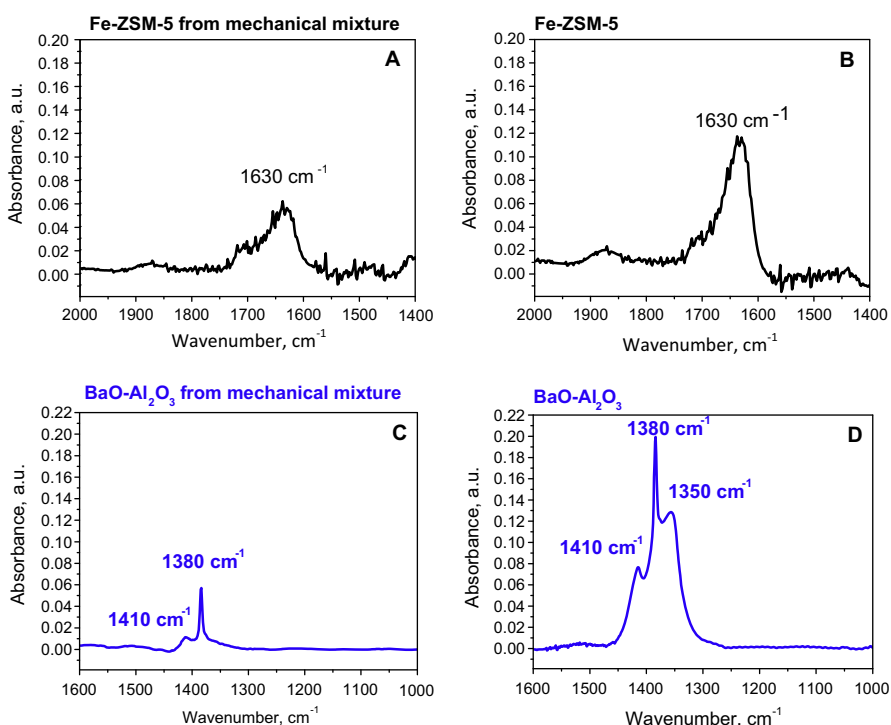 Fe-ZSM-5 from mechanical mixture
A
1630 cm⁻¹
Absorbance, a.u.
0.20
0.18
0.16
0.14
0.12
0.10
0.08
0.06
0.04
0.02
0.00
2000 1900 1800 1700 1600 1500 1400
Wavenumber, cm⁻¹
Fe-ZSM-5
B
1630 cm⁻¹
Absorbance, a.u.
0.20
0.18
0.16
0.14
0.12
0.10
0.08
0.06
0.04
0.02
0.00
2000 1900 1800 1700 1600 1500 1400
Wavenumber, cm⁻¹
BaO-Al₂O₃ from mechanical mixture
C
1380 cm⁻¹
1410 cm⁻¹
Absorbance, a.u.
0.22
0.20
0.18
0.16
0.14
0.12
0.10
0.08
0.06
0.04
0.02
0.00
1600 1500 1400 1300 1200 1100 1000
Wavenumber, cm⁻¹
BaO-Al₂O₃
D
1380 cm⁻¹
1350 cm⁻¹
1410 cm⁻¹
Absorbance, a.u.
0.22
0.20
0.18
0.16
0.14
0.12
0.10
0.08
0.06
0.04
0.02
0.00
1600 1500 1400 1300 1200 1100 1000
Wavenumber, cm⁻¹